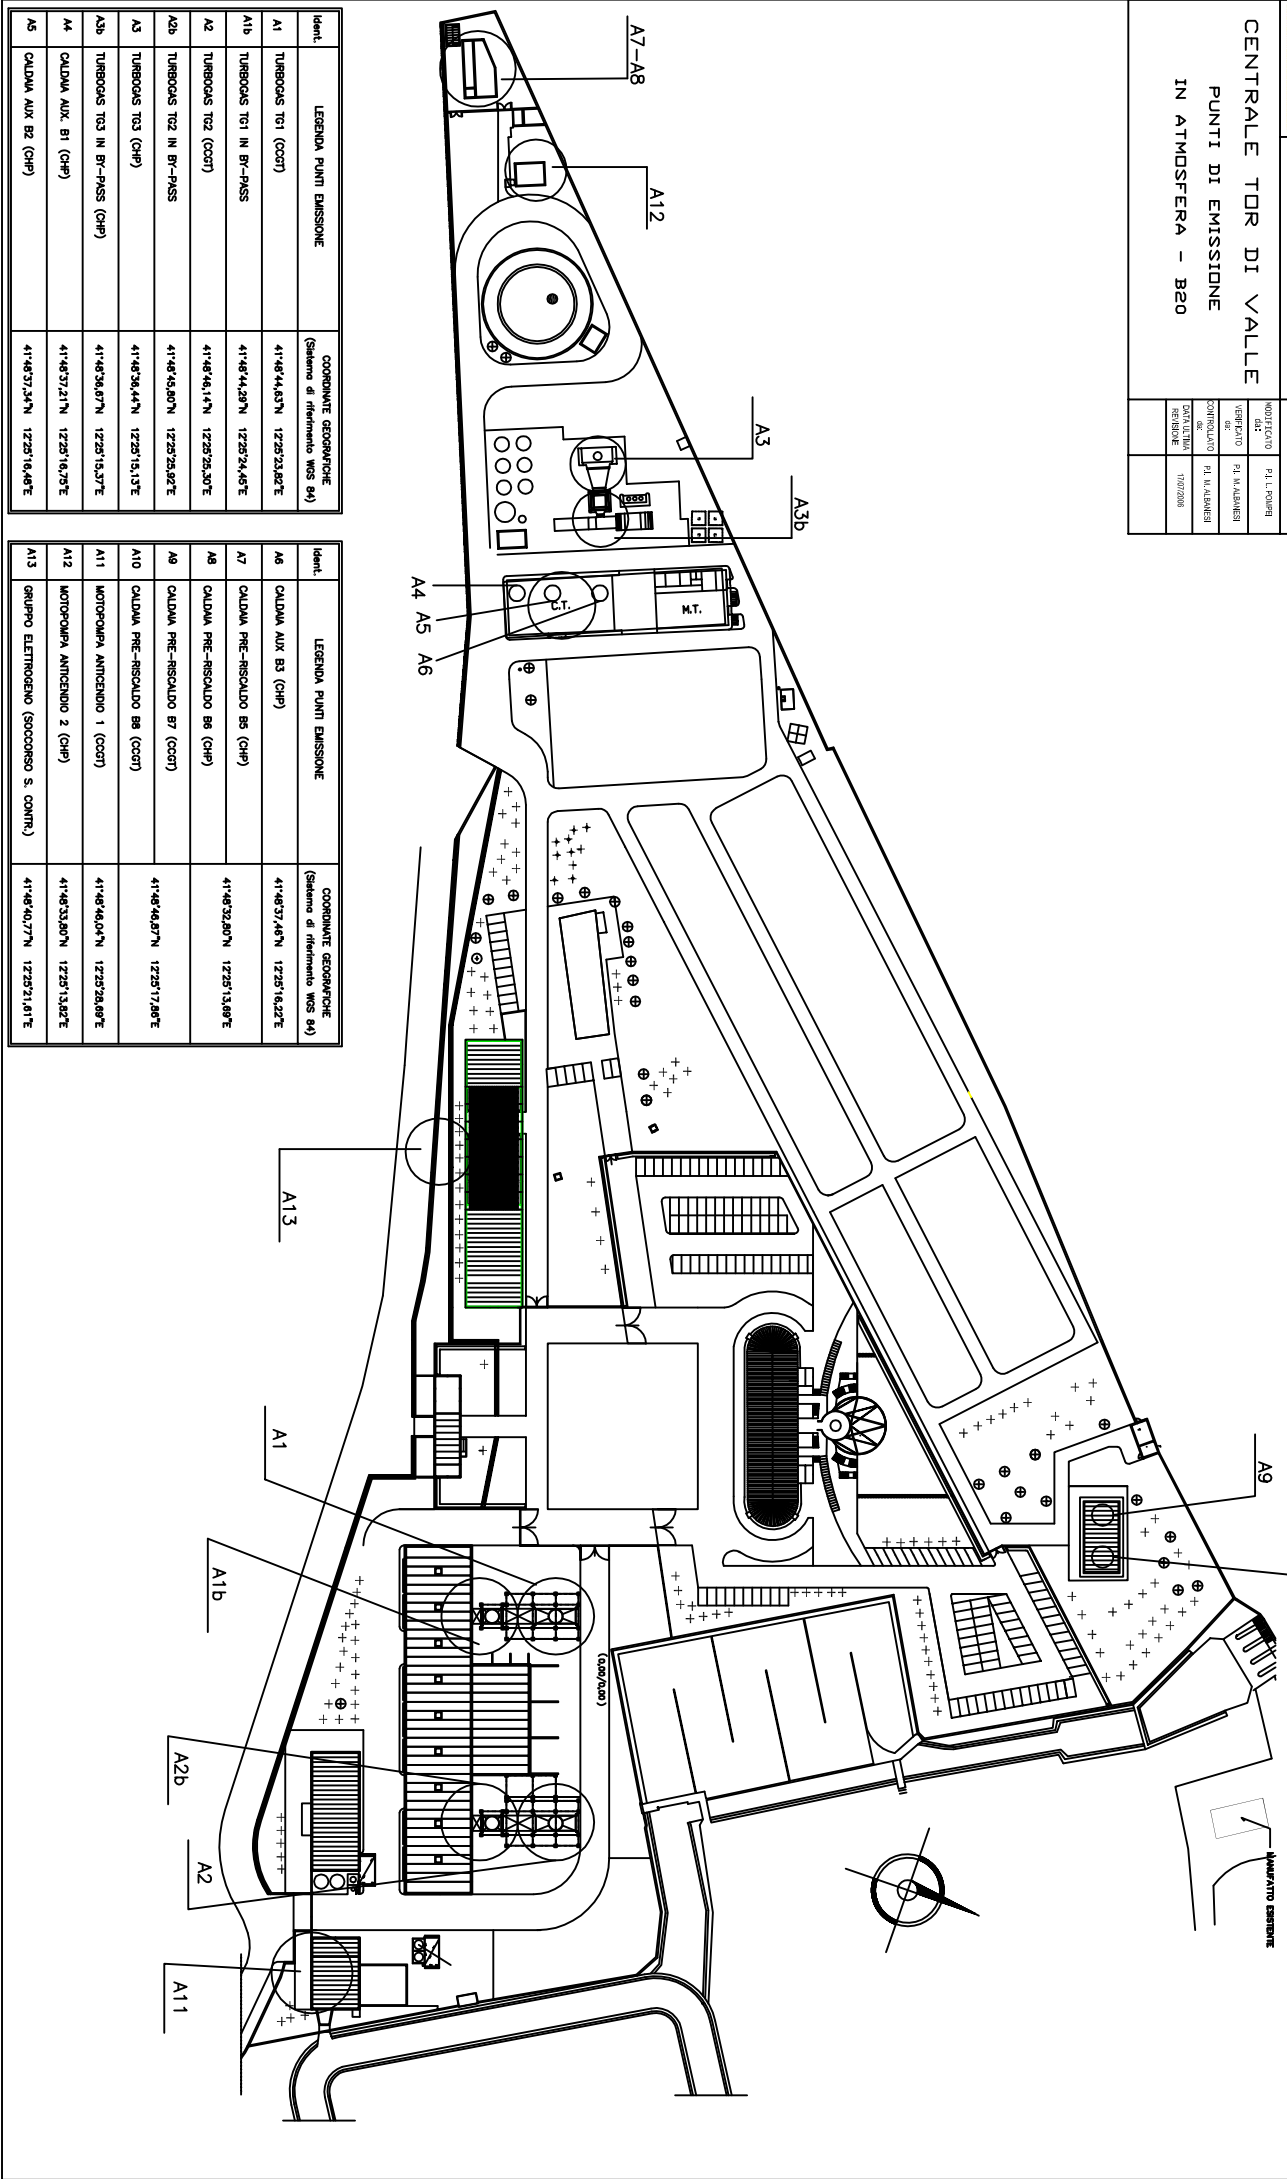 CENTRALE TOR DI VALLE
PUNTI DI EMISSIONE
IN ATMOSFERA - B20
MODIFICATO da: P.I. L. POMPEI
VERIFICATO da: P.I. M.ALBANESI
CONTROLLATO da: P.I. M.ALBANESI
DATA ULTIMA REVISIONE 17/07/2006
A7-A8
A12
A3
A3b
A4
A5
A6
C.T.
M.T.
A13
A1
A1b
A2b
A2
A11
A9
(0,00/0,00)
MANUFATTO ESISTENTE
Ident. LEGENDA PUNTI EMISSIONE COORDINATE GEOGRAFICHE (Sistema di riferimento WGS 84)
A1 TURBOGAS TG1 (CCGT) 41°48'44,63"N 12°25'23,82"E
A1b TURBOGAS TG1 IN BY-PASS 41°48'44,29"N 12°25'24,45"E
A2 TURBOGAS TG2 (CCGT) 41°48'46,14"N 12°25'25,30"E
A2b TURBOGAS TG2 IN BY-PASS 41°48'45,80"N 12°25'25,92"E
A3 TURBOGAS TG3 (CHP) 41°48'36,44"N 12°25'15,13"E
A3b TURBOGAS TG3 IN BY-PASS (CHP) 41°48'36,67"N 12°25'15,37"E
A4 CALDAIA AUX. B1 (CHP) 41°48'37,21"N 12°25'16,75"E
A5 CALDAIA AUX B2 (CHP) 41°48'37,34"N 12°25'16,48"E
Ident. LEGENDA PUNTI EMISSIONE COORDINATE GEOGRAFICHE (Sistema di riferimento WGS 84)
A6 CALDAIA AUX B3 (CHP) 41°48'37,46"N 12°25'16,22"E
A7 CALDAIA PRE-RISCALDO B5 (CHP) 41°48'32,80"N 12°25'13,69"E
A8 CALDAIA PRE-RISCALDO B6 (CHP)
A9 CALDAIA PRE-RISCALDO B7 (CCGT) 41°48'46,87"N 12°25'17,86"E
A10 CALDAIA PRE-RISCALDO B8 (CCGT)
A11 MOTOPOMPA ANTICENDIO 1 (CCGT) 41°48'46,04"N 12°25'28,69"E
A12 MOTOPOMPA ANTICENDIO 2 (CHP) 41°48'33,80"N 12°25'13,82"E
A13 GRUPPO ELETTROGENO (SOCCORSO S. CONTR.) 41°48'40,77"N 12°25'21,61"E